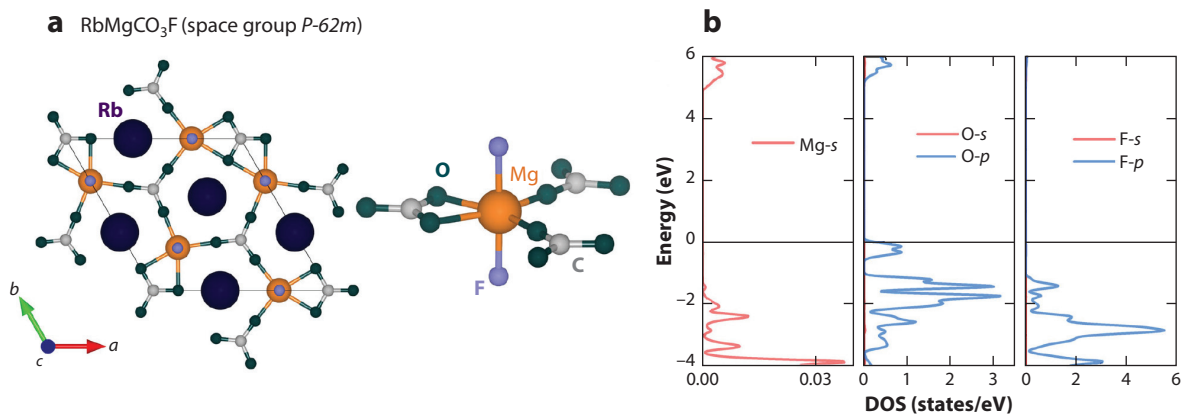 a RbMgCO₃F (space group P-62m)
Rb
O
Mg
F
C
b
a
c
b
6
4
2
0
−2
−4
Energy (eV)
Mg-s
O-s
O-p
F-s
F-p
0.00 0.03 0 1 2 3 0 2 4 6
DOS (states/eV)